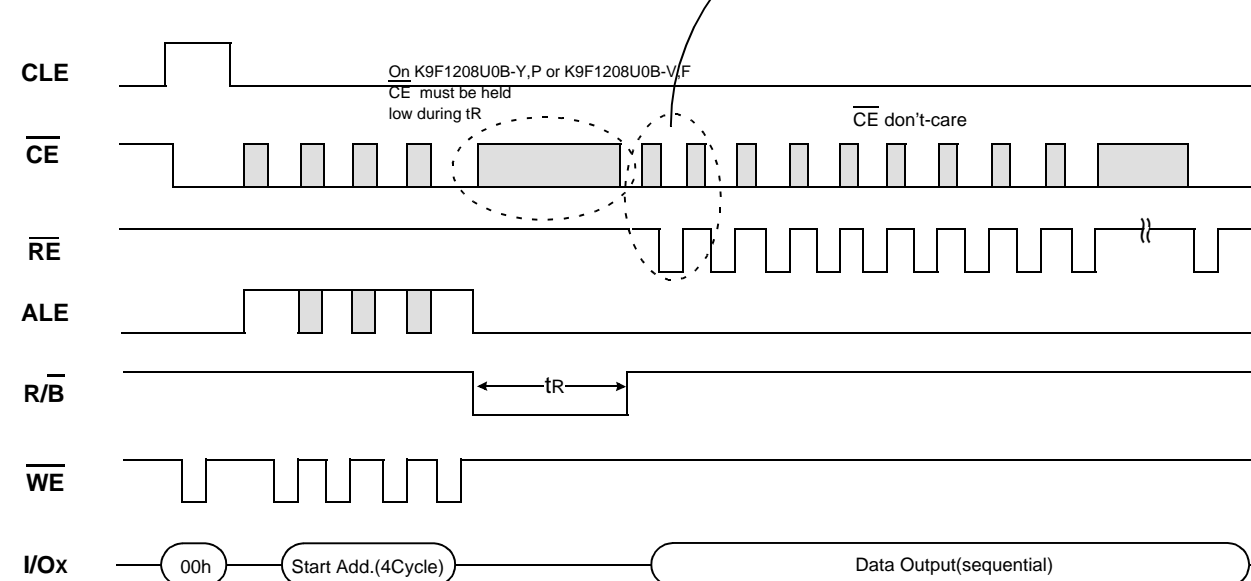 CLE
On K9F1208U0B-Y,P or K9F1208U0B-V,F
CE must be held
low during tR
CE don't-care
CE
RE
ALE
R/B
tR
WE
I/Ox
00h
Start Add.(4Cycle)
Data Output(sequential)